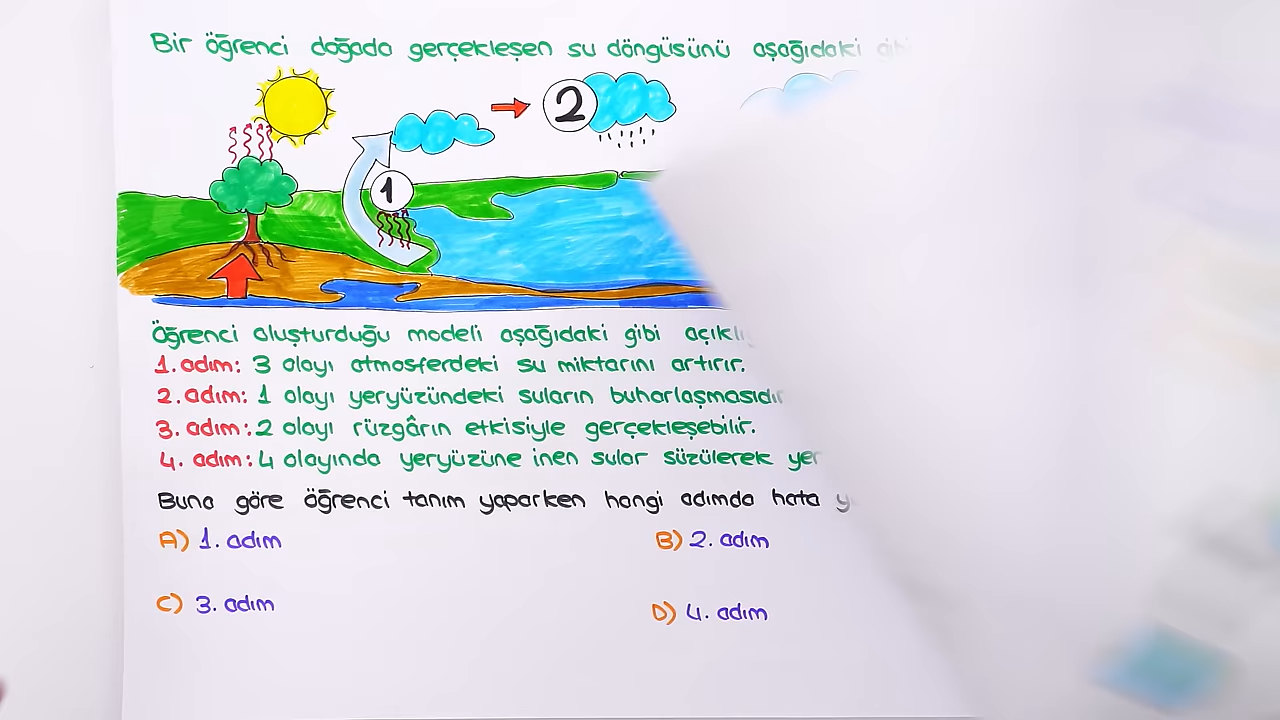 Bir öğrenci doğada gerçekleşen su döngüsünü aşağıdaki
2
1
Öğrenci oluşturduğu modeli aşağıdaki gibi
1. adım: 3 olayı atmosferdeki su miktarını artırır.
2. adım: 1 olayı yeryüzündeki suların buharlaşmasıdır
3. adım: 2 olayı rüzgârın etkisiyle gerçekleşebilir.
4. adım: 4 olayında yeryüzüne inen sular süzülerek
Buna göre öğrenci tanım yaparken hangi adımda hata
A) 1. adım
B) 2. adım
C) 3. adım
D) 4. adım